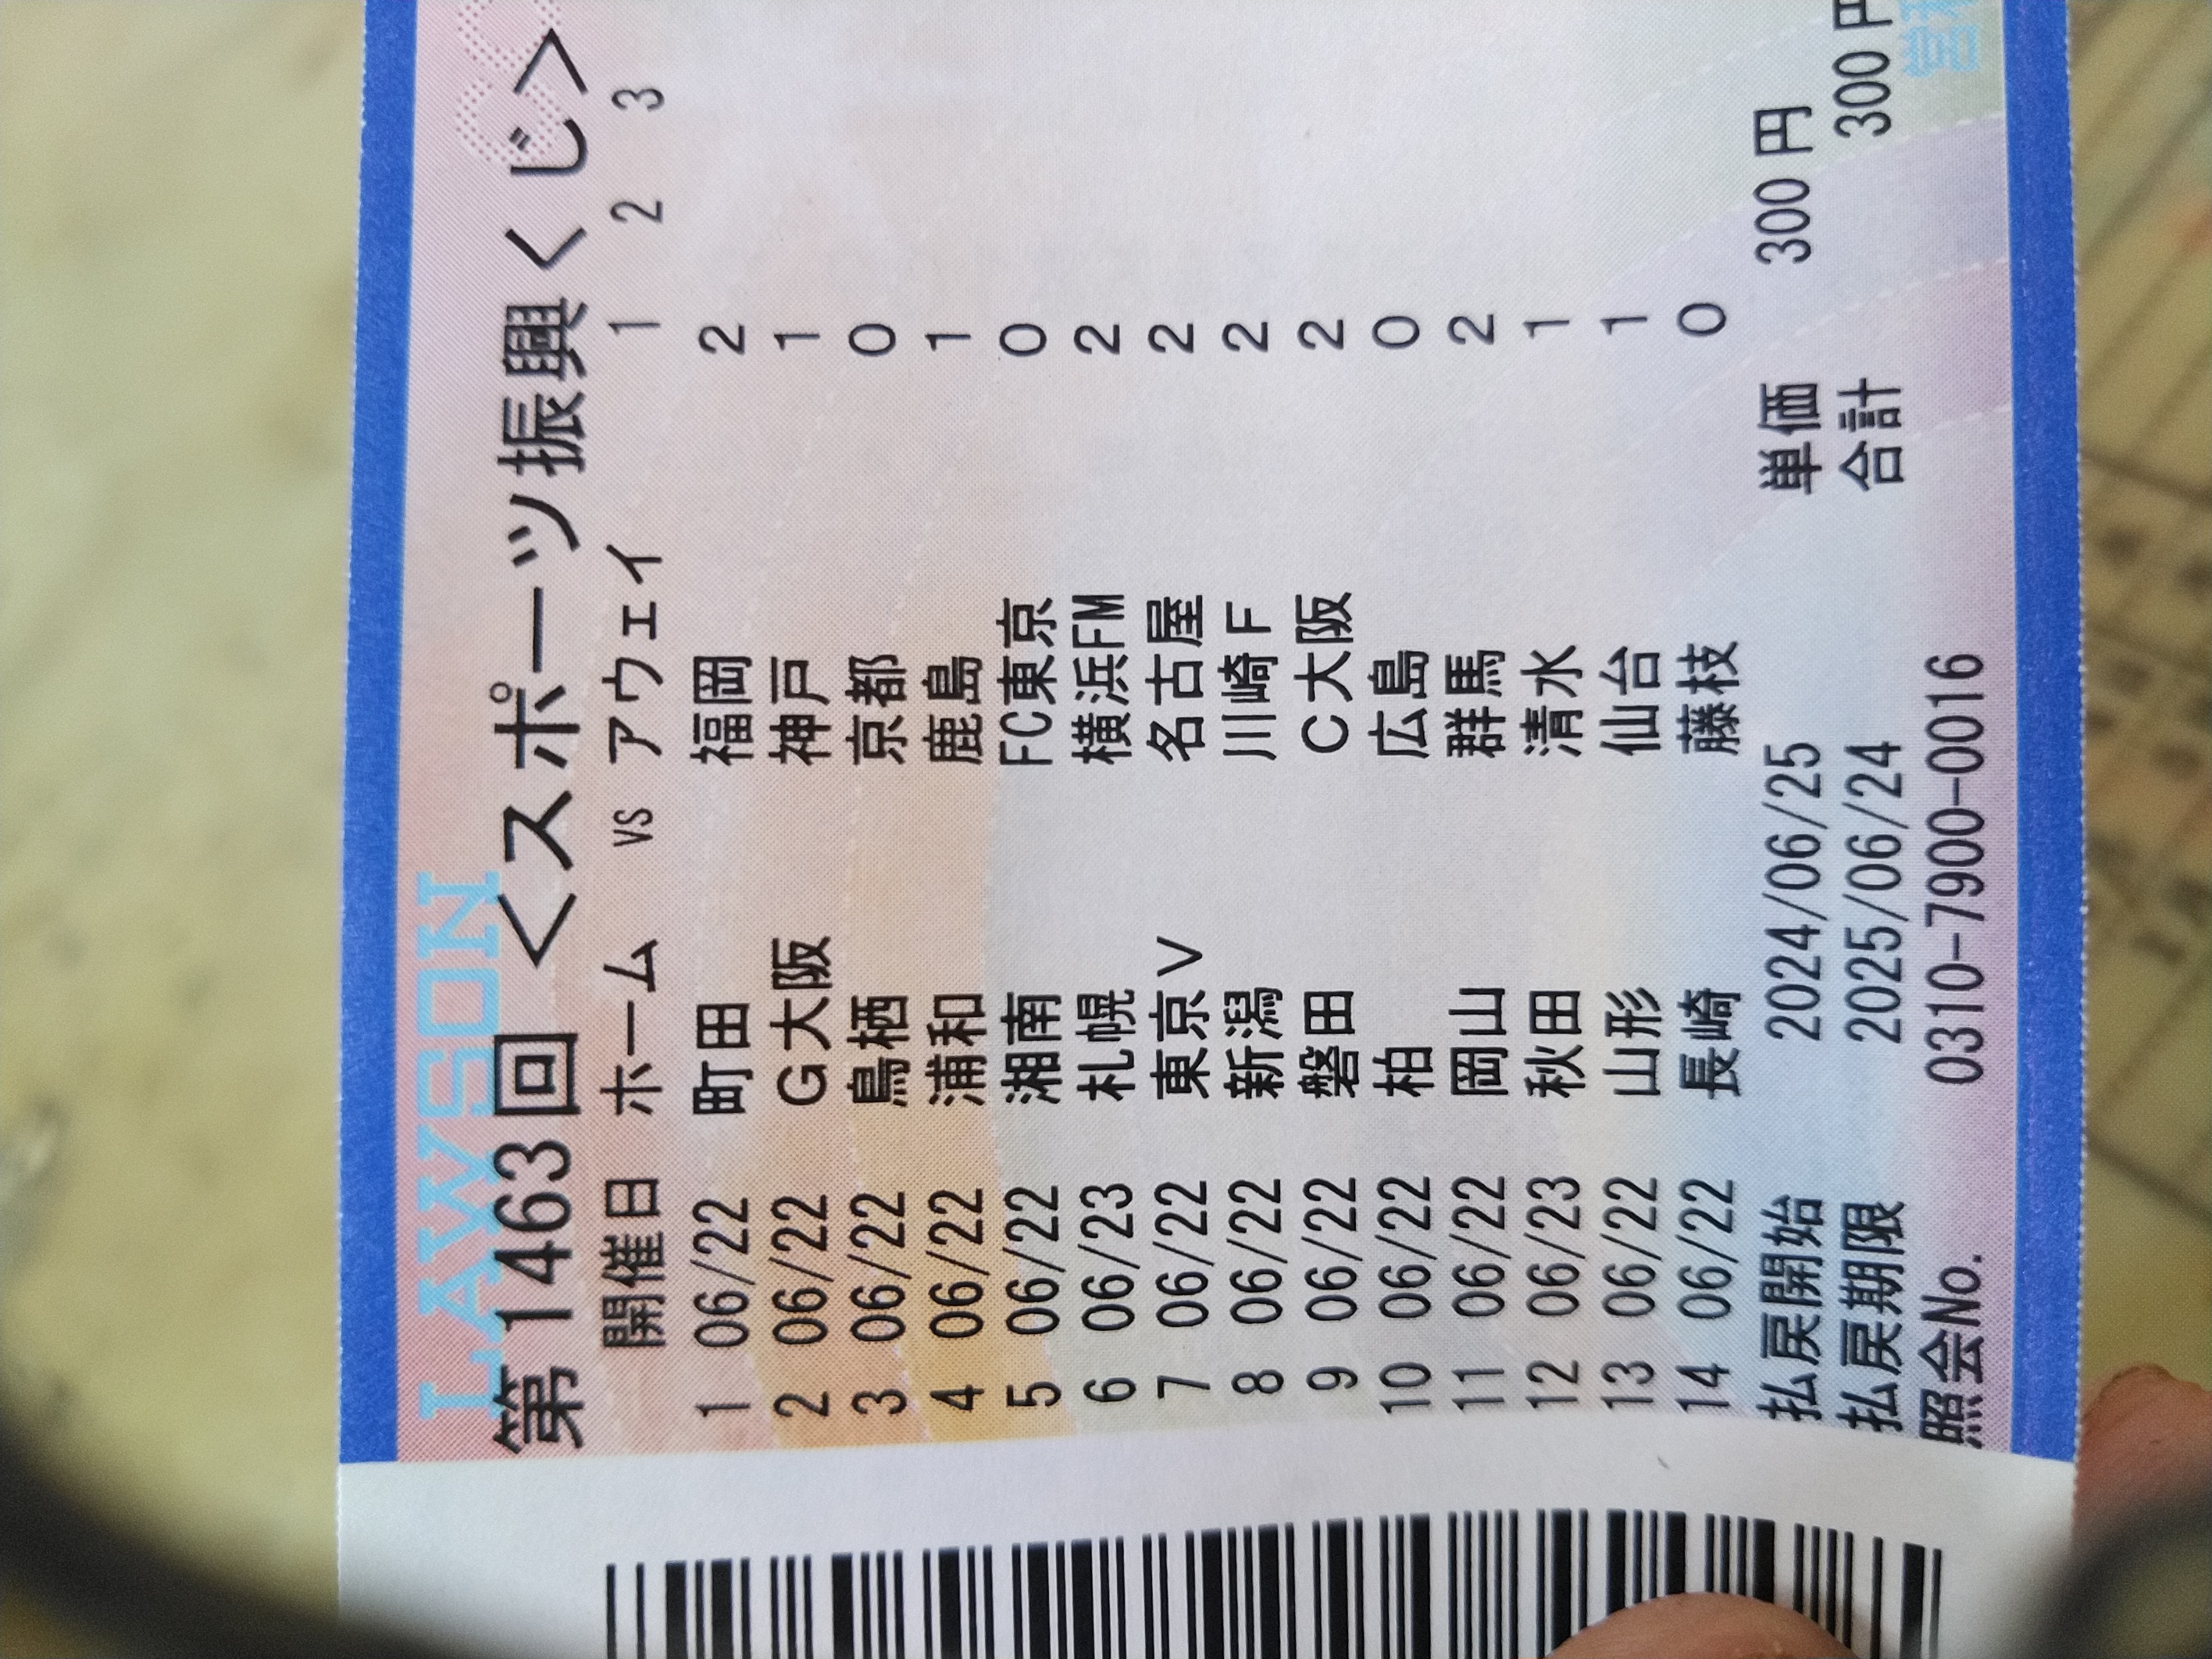 LAWSON
第1463回 <スポーツ振興くじ>
開催日 ホーム vs アウェイ 1 2 3
1 06/22 町田 福岡 2
2 06/22 G大阪 神戸 1
3 06/22 鳥栖 京都 0
4 06/22 浦和 鹿島 1
5 06/22 湘南 FC東京 0
6 06/23 札幌 横浜FM 2
7 06/22 東京V 名古屋 2
8 06/22 新潟 川崎F 2
9 06/22 磐田 C大阪 2
10 06/22 柏 広島 0
11 06/22 岡山 群馬 2
12 06/23 秋田 清水 1
13 06/22 山形 仙台 1
14 06/22 長崎 藤枝 0
払戻開始 2024/06/25 単価 300円
払戻期限 2025/06/24 合計 300円
照会No. 0310-7900-0016